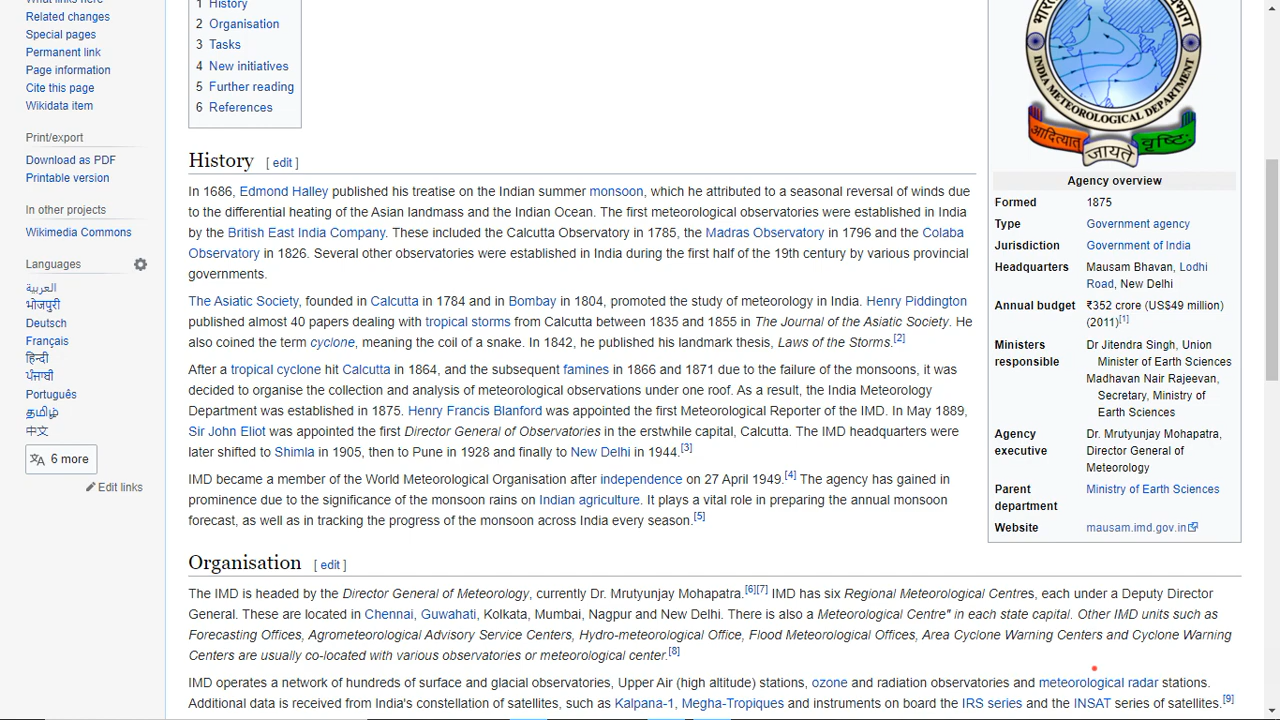 What links here
Related changes
Special pages
Permanent link
Page information
Cite this page
Wikidata item
Print/export
Download as PDF
Printable version
In other projects
Wikimedia Commons
Languages
العربية
भोजपुरी
Deutsch
Français
हिन्दी
ਪੰਜਾਬੀ
Português
தமிழ்
中文
6 more
Edit links
1 History
2 Organisation
3 Tasks
4 New initiatives
5 Further reading
6 References
History [ edit ]
In 1686, Edmond Halley published his treatise on the Indian summer monsoon, which he attributed to a seasonal reversal of winds due
to the differential heating of the Asian landmass and the Indian Ocean. The first meteorological observatories were established in India
by the British East India Company. These included the Calcutta Observatory in 1785, the Madras Observatory in 1796 and the Colaba
Observatory in 1826. Several other observatories were established in India during the first half of the 19th century by various provincial
governments.
The Asiatic Society, founded in Calcutta in 1784 and in Bombay in 1804, promoted the study of meteorology in India. Henry Piddington
published almost 40 papers dealing with tropical storms from Calcutta between 1835 and 1855 in The Journal of the Asiatic Society. He
also coined the term cyclone, meaning the coil of a snake. In 1842, he published his landmark thesis, Laws of the Storms.[2]
After a tropical cyclone hit Calcutta in 1864, and the subsequent famines in 1866 and 1871 due to the failure of the monsoons, it was
decided to organise the collection and analysis of meteorological observations under one roof. As a result, the India Meteorology
Department was established in 1875. Henry Francis Blanford was appointed the first Meteorological Reporter of the IMD. In May 1889,
Sir John Eliot was appointed the first Director General of Observatories in the erstwhile capital, Calcutta. The IMD headquarters were
later shifted to Shimla in 1905, then to Pune in 1928 and finally to New Delhi in 1944.[3]
IMD became a member of the World Meteorological Organisation after independence on 27 April 1949.[4] The agency has gained in
prominence due to the significance of the monsoon rains on Indian agriculture. It plays a vital role in preparing the annual monsoon
forecast, as well as in tracking the progress of the monsoon across India every season.[5]
INDIA METEOROLOGICAL DEPARTMENT
आदित्यात् जायते वृष्टिः
Agency overview
Formed 1875
Type Government agency
Jurisdiction Government of India
Headquarters Mausam Bhavan, Lodhi
Road, New Delhi
Annual budget ₹352 crore (US$49 million)
(2011)[1]
Ministers Dr Jitendra Singh, Union
responsible Minister of Earth Sciences
Madhavan Nair Rajeevan,
Secretary, Ministry of
Earth Sciences
Agency Dr. Mrutyunjay Mohapatra,
executive Director General of
Meteorology
Parent Ministry of Earth Sciences
department
Website mausam.imd.gov.in
Organisation [ edit ]
The IMD is headed by the Director General of Meteorology, currently Dr. Mrutyunjay Mohapatra.[6][7] IMD has six Regional Meteorological Centres, each under a Deputy Director
General. These are located in Chennai, Guwahati, Kolkata, Mumbai, Nagpur and New Delhi. There is also a Meteorological Centre" in each state capital. Other IMD units such as
Forecasting Offices, Agrometeorological Advisory Service Centers, Hydro-meteorological Office, Flood Meteorological Offices, Area Cyclone Warning Centers and Cyclone Warning
Centers are usually co-located with various observatories or meteorological center.[8]
IMD operates a network of hundreds of surface and glacial observatories, Upper Air (high altitude) stations, ozone and radiation observatories and meteorological radar stations.
Additional data is received from India's constellation of satellites, such as Kalpana-1, Megha-Tropiques and instruments on board the IRS series and the INSAT series of satellites.[9]